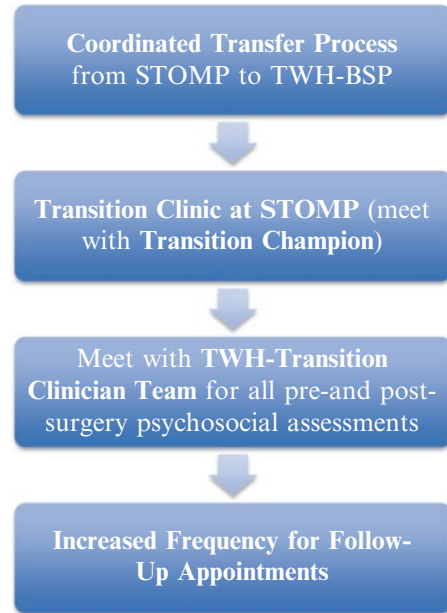 Coordinated Transfer Process
from STOMP to TWH-BSP
Transition Clinic at STOMP (meet
with Transition Champion)
Meet with TWH-Transition
Clinician Team for all pre-and post-
surgery psychosocial assessments
Increased Frequency for Follow-
Up Appointments